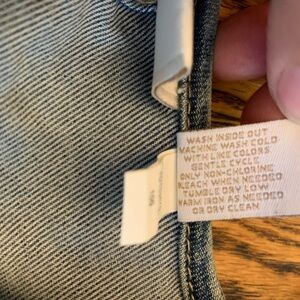 WASH INSIDE OUT
MACHINE WASH COLD
WITH LIKE COLORS
GENTLE CYCLE
ONLY NON-CHLORINE
BLEACH WHEN NEEDED
TUMBLE DRY LOW
WARM IRON AS NEEDED
OR DRY CLEAN